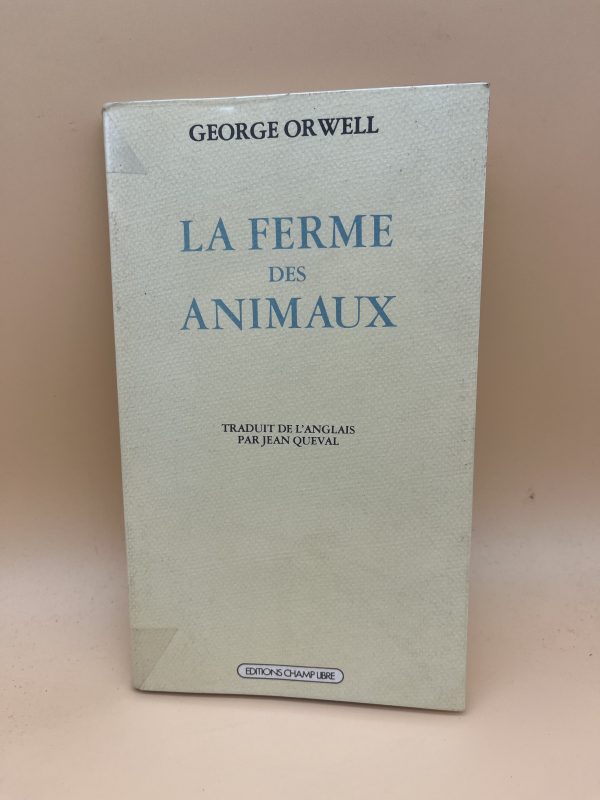 GEORGE ORWELL
LA FERME
DES
ANIMAUX
TRADUIT DE L'ANGLAIS
PAR JEAN QUEVAL
EDITIONS CHAMP LIBRE